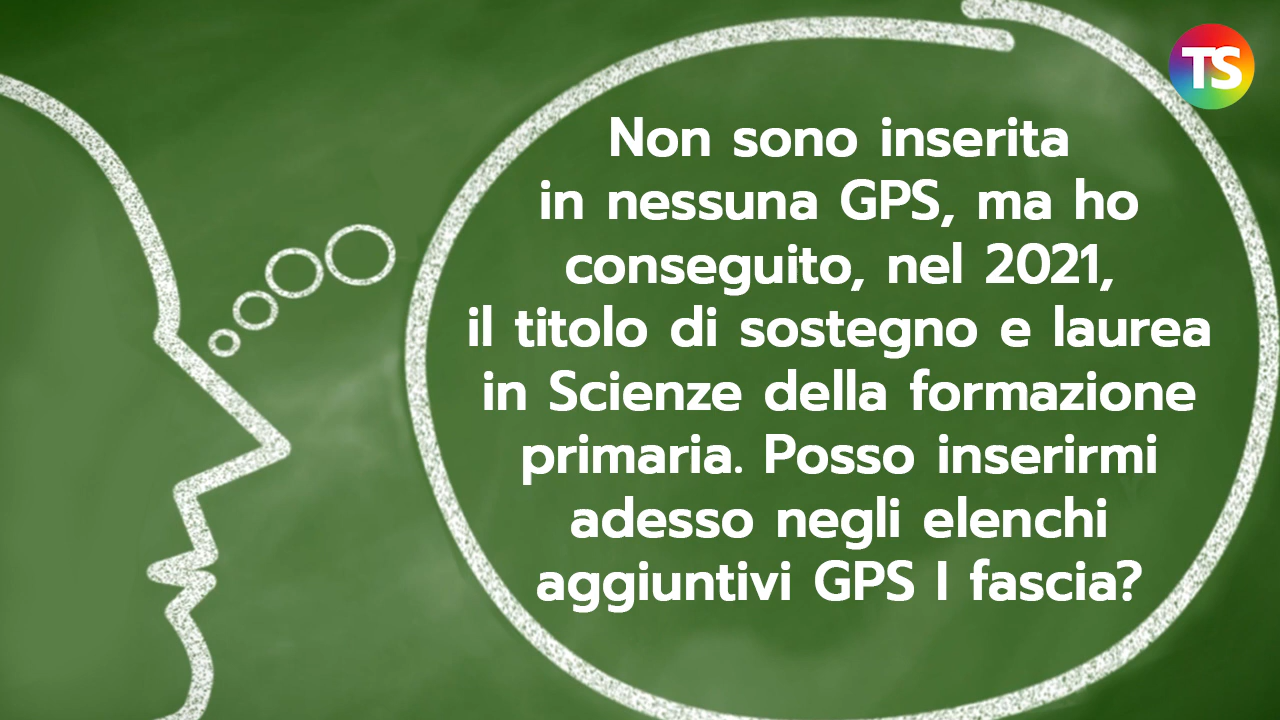 TS
Non sono inserita
in nessuna GPS, ma ho
conseguito, nel 2021,
il titolo di sostegno e laurea
in Scienze della formazione
primaria. Posso inserirmi
adesso negli elenchi
aggiuntivi GPS I fascia?